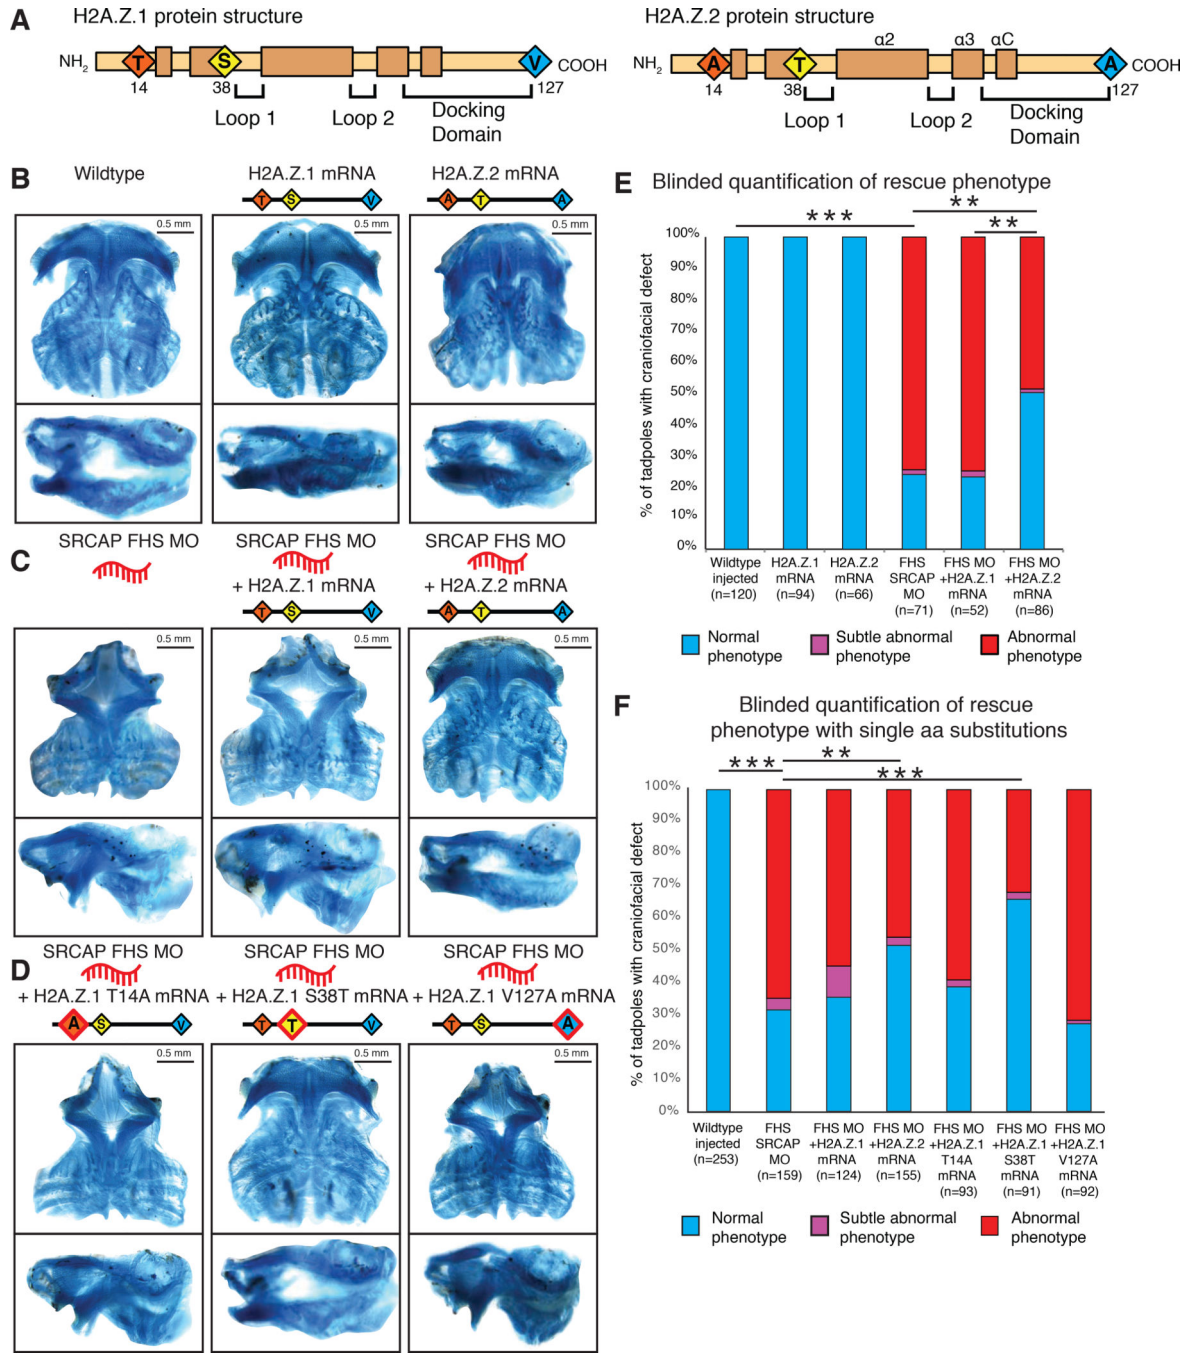 A
H2A.Z.1 protein structure
NH2
T
S
V
COOH
14
38
127
Loop 1
Loop 2
Docking
Domain
H2A.Z.2 protein structure
α2
α3
αC
NH2
A
T
A
COOH
14
38
127
Loop 1
Loop 2
Docking
Domain
B
Wildtype
H2A.Z.1 mRNA
T
S
V
H2A.Z.2 mRNA
A
T
A
0.5 mm
0.5 mm
0.5 mm
C
SRCAP FHS MO
SRCAP FHS MO
+ H2A.Z.1 mRNA
T
S
V
SRCAP FHS MO
+ H2A.Z.2 mRNA
A
T
A
0.5 mm
0.5 mm
0.5 mm
D
SRCAP FHS MO
+ H2A.Z.1 T14A mRNA
A
S
V
SRCAP FHS MO
+ H2A.Z.1 S38T mRNA
T
T
V
SRCAP FHS MO
+ H2A.Z.1 V127A mRNA
T
S
A
0.5 mm
0.5 mm
0.5 mm
E
Blinded quantification of rescue phenotype
***
**
**
% of tadpoles with craniofacial defect
100%
90%
80%
70%
60%
50%
40%
30%
20%
10%
0%
Wildtype
injected
(n=120)
H2A.Z.1
mRNA
(n=94)
H2A.Z.2
mRNA
(n=66)
FHS
SRCAP
MO
(n=71)
FHS MO
+H2A.Z.1
mRNA
(n=52)
FHS MO
+H2A.Z.2
mRNA
(n=86)
Normal
phenotype
Subtle abnormal
phenotype
Abnormal
phenotype
F
Blinded quantification of rescue
phenotype with single aa substitutions
***
**
***
% of tadpoles with craniofacial defect
100%
90%
80%
70%
60%
50%
40%
30%
20%
10%
0%
Wildtype
injected
(n=253)
FHS
SRCAP
MO
(n=159)
FHS MO
+H2A.Z.1
mRNA
(n=124)
FHS MO
+H2A.Z.2
mRNA
(n=155)
FHS MO
+H2A.Z.1
T14A
mRNA
(n=93)
FHS MO
+H2A.Z.1
S38T
mRNA
(n=91)
FHS MO
+H2A.Z.1
V127A
mRNA
(n=92)
Normal
phenotype
Subtle abnormal
phenotype
Abnormal
phenotype